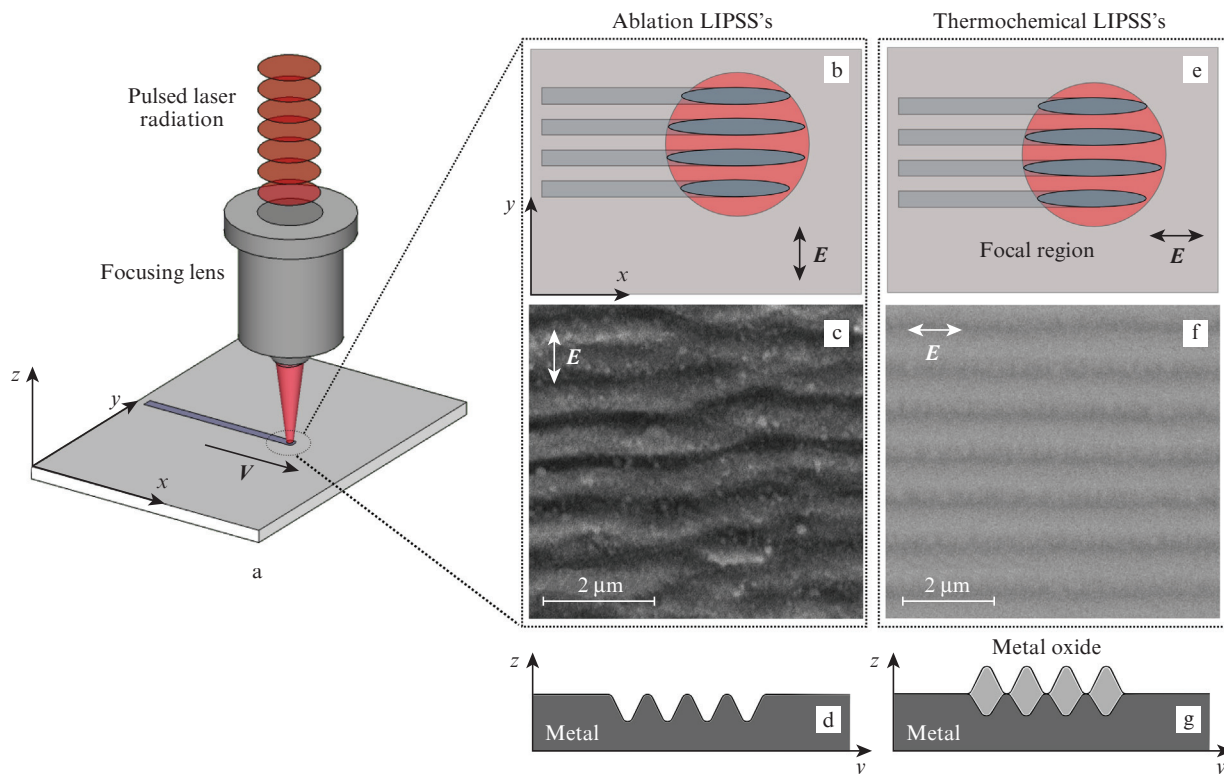 Ablation LIPSS's
Thermochemical LIPSS's
Pulsed laser
radiation
Focusing lens
z
y
x
V
a
b
y
x
E
e
Focal region
E
c
E
2 μm
f
E
2 μm
z
Metal
d
y
Metal oxide
z
Metal
g
y